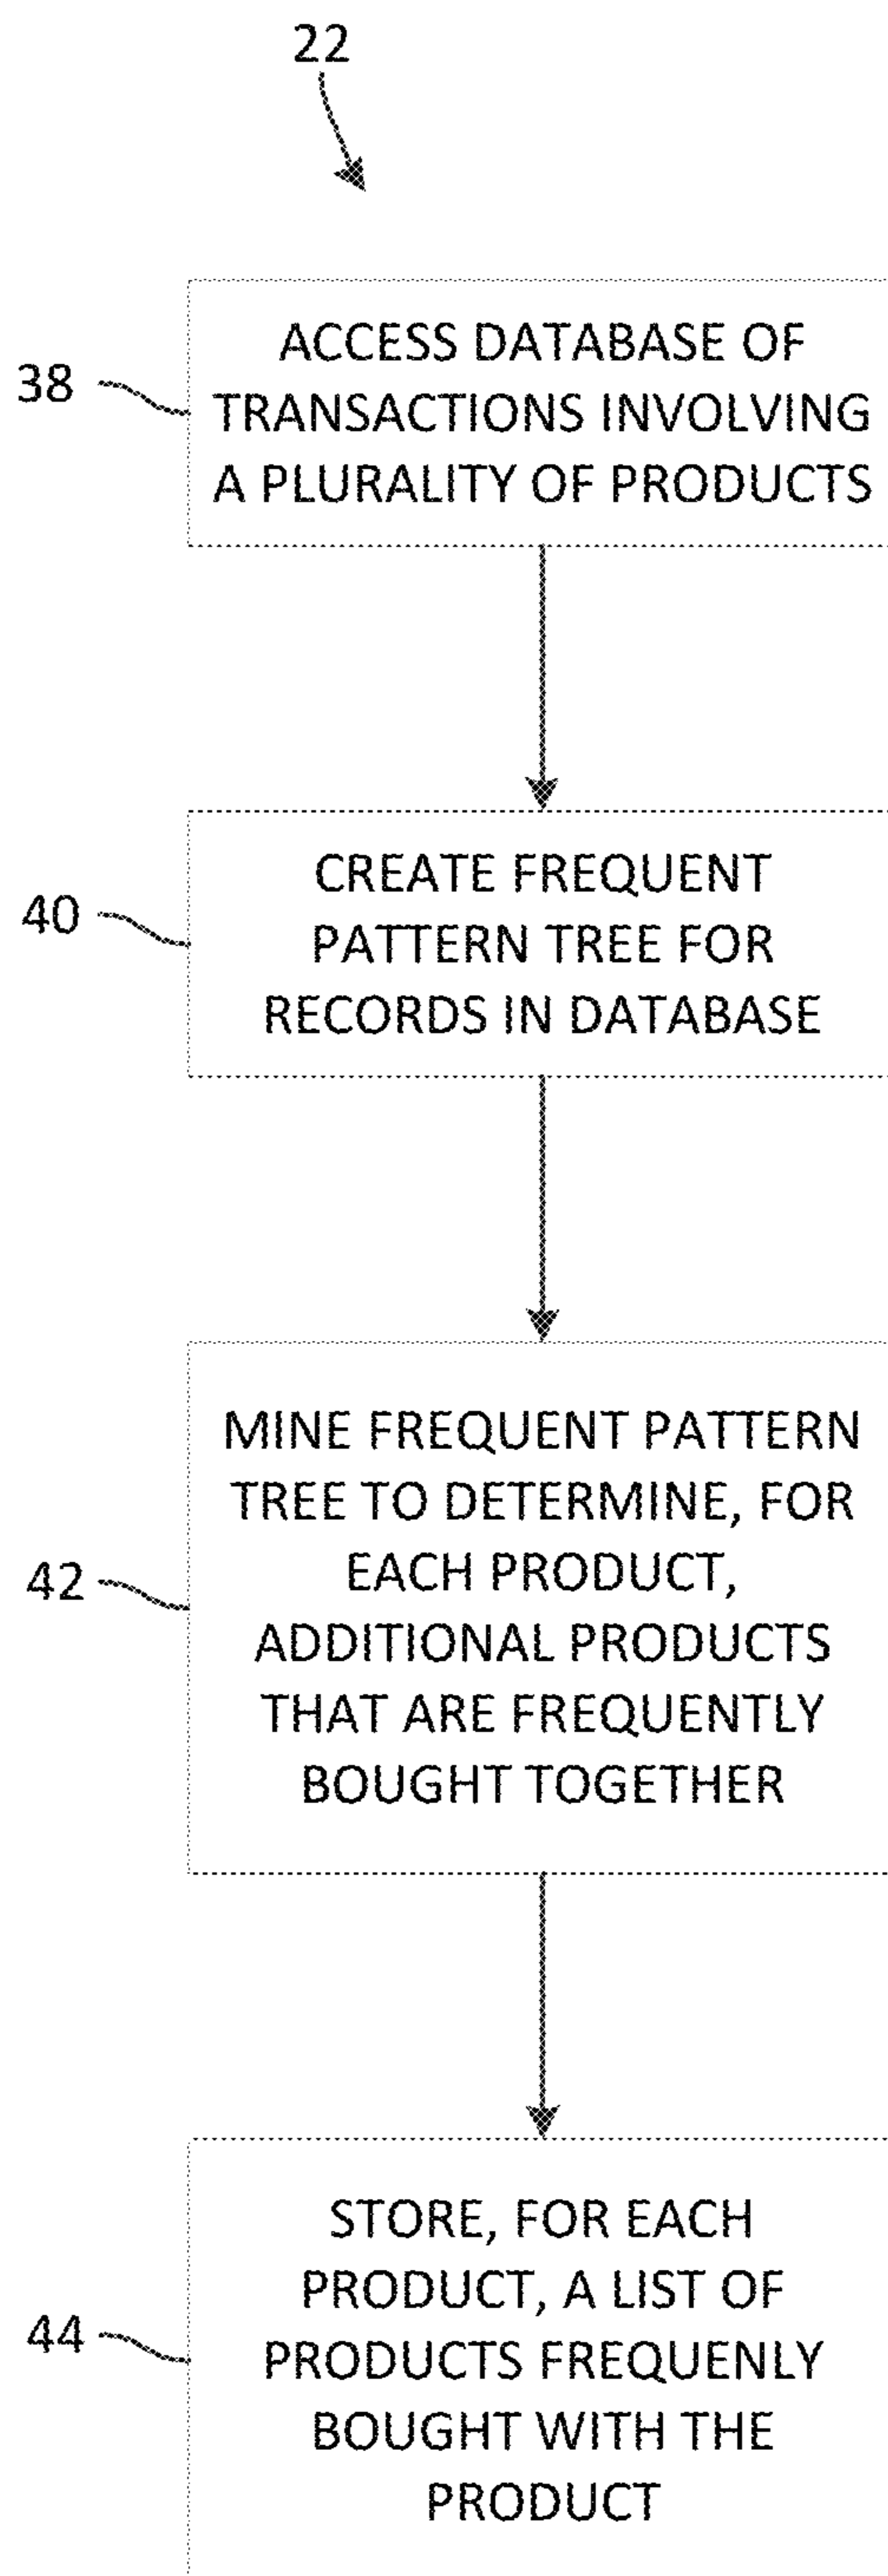 22
38
ACCESS DATABASE OF
TRANSACTIONS INVOLVING
A PLURALITY OF PRODUCTS
40
CREATE FREQUENT
PATTERN TREE FOR
RECORDS IN DATABASE
42
MINE FREQUENT PATTERN
TREE TO DETERMINE, FOR
EACH PRODUCT,
ADDITIONAL PRODUCTS
THAT ARE FREQUENTLY
BOUGHT TOGETHER
44
STORE, FOR EACH
PRODUCT, A LIST OF
PRODUCTS FREQUENLY
BOUGHT WITH THE
PRODUCT